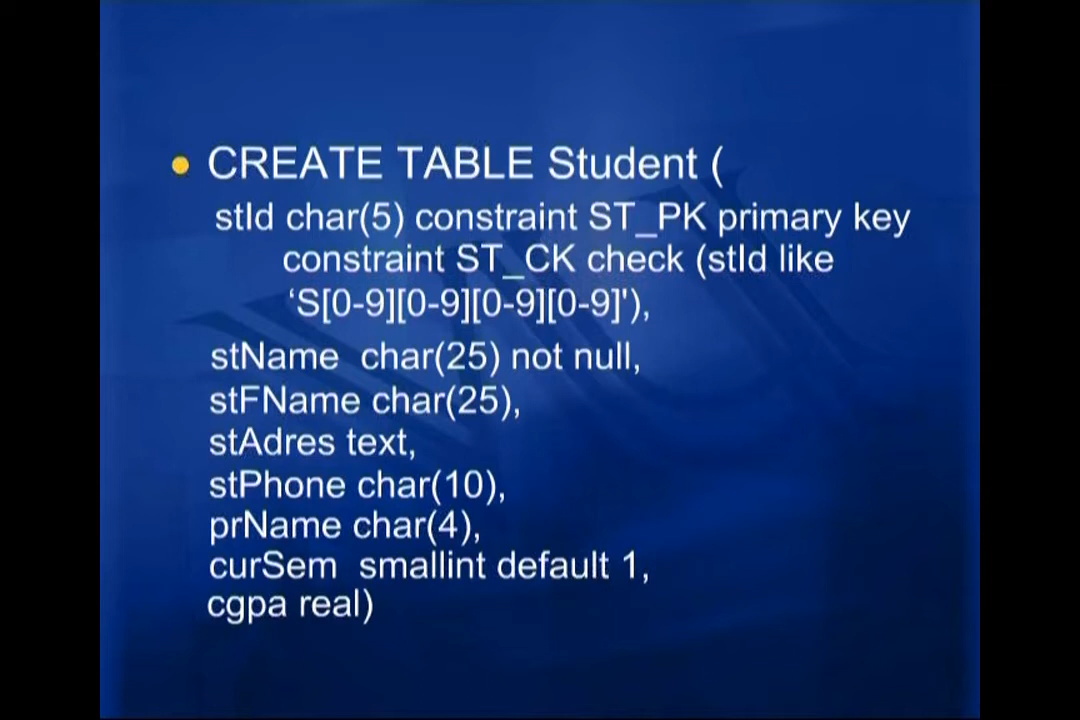 • CREATE TABLE Student (
stId char(5) constraint ST_PK primary key
constraint ST_CK check (stId like
‘S[0-9][0-9][0-9][0-9]'),
stName char(25) not null,
stFName char(25),
stAdres text,
stPhone char(10),
prName char(4),
curSem smallint default 1,
cgpa real)